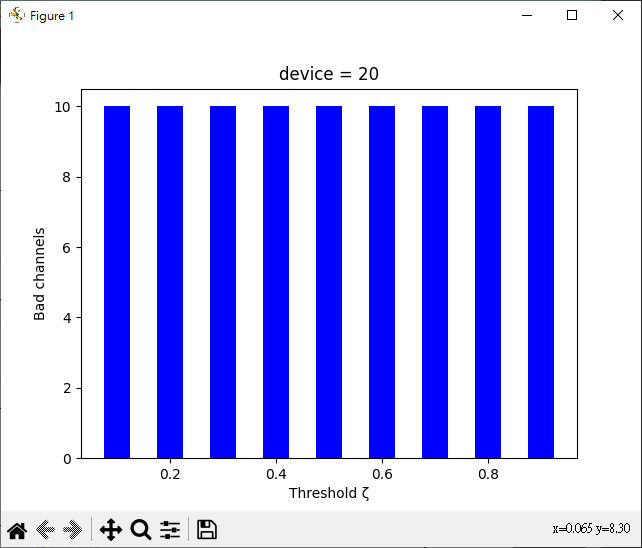 Figure 1
device = 20
10
8
6
4
2
0
Bad channels
0.2 0.4 0.6 0.8
Threshold ζ
x=0.065 y=8.30